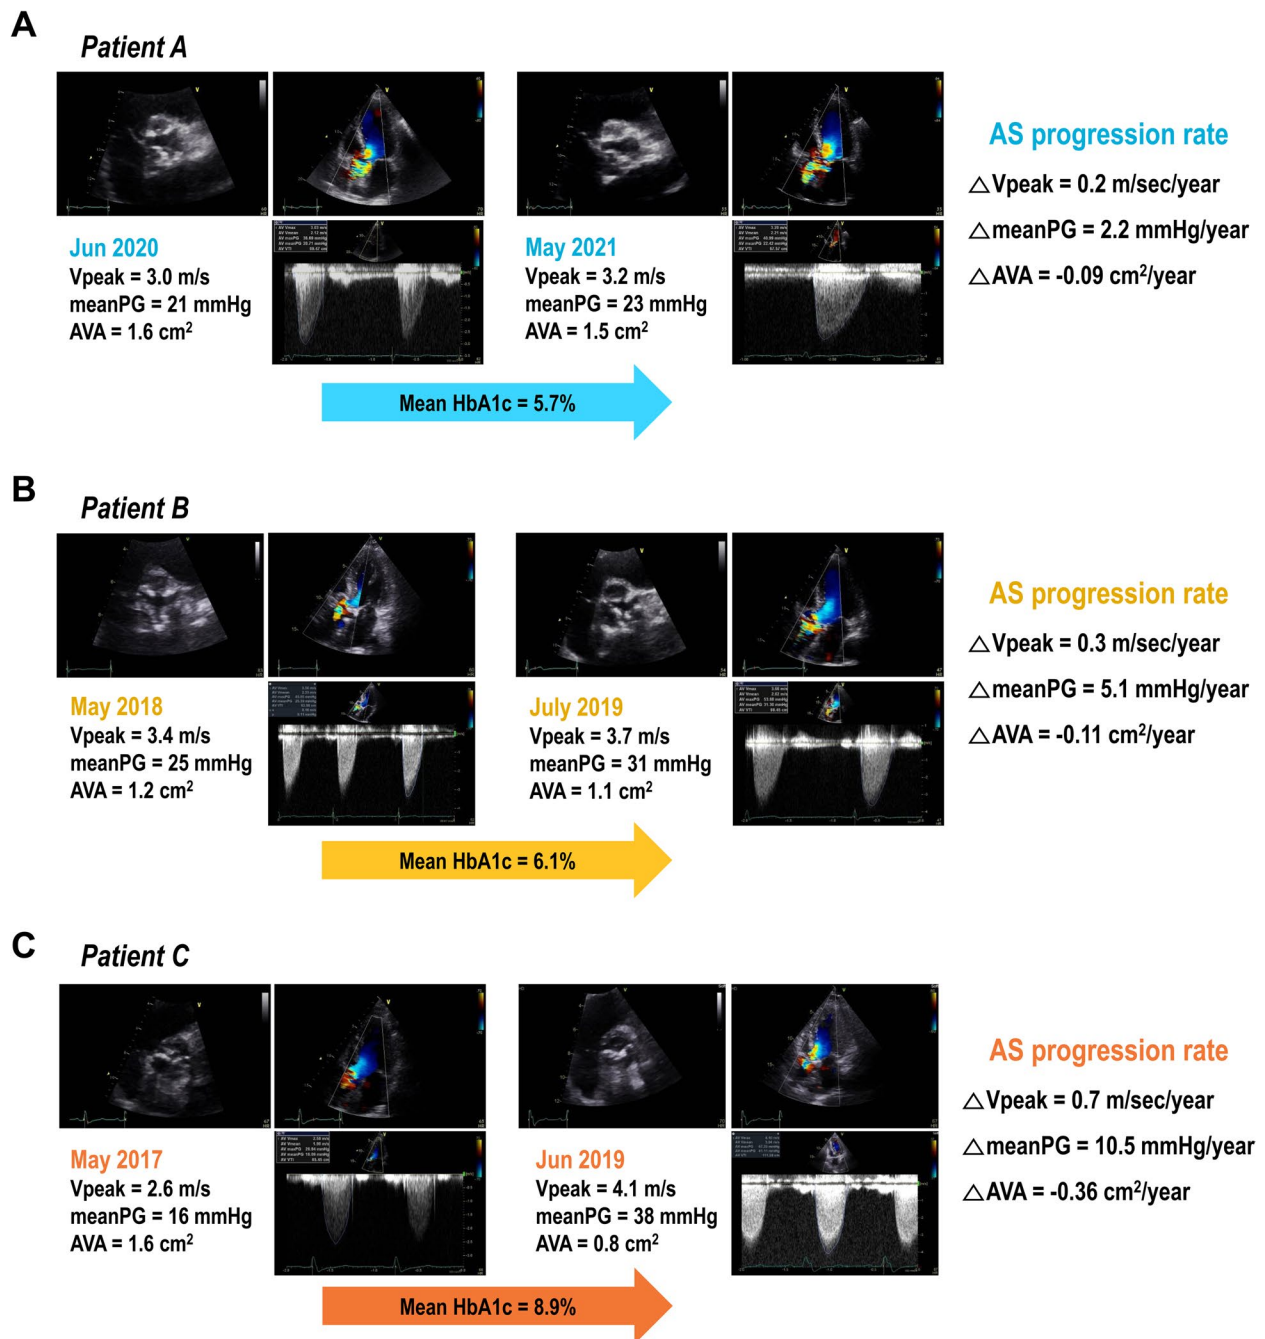 A
Patient A
Jun 2020
Vpeak = 3.0 m/s
meanPG = 21 mmHg
AVA = 1.6 cm²
May 2021
Vpeak = 3.2 m/s
meanPG = 23 mmHg
AVA = 1.5 cm²
AS progression rate
△Vpeak = 0.2 m/sec/year
△meanPG = 2.2 mmHg/year
△AVA = -0.09 cm²/year
Mean HbA1c = 5.7%
B
Patient B
May 2018
Vpeak = 3.4 m/s
meanPG = 25 mmHg
AVA = 1.2 cm²
July 2019
Vpeak = 3.7 m/s
meanPG = 31 mmHg
AVA = 1.1 cm²
AS progression rate
△Vpeak = 0.3 m/sec/year
△meanPG = 5.1 mmHg/year
△AVA = -0.11 cm²/year
Mean HbA1c = 6.1%
C
Patient C
May 2017
Vpeak = 2.6 m/s
meanPG = 16 mmHg
AVA = 1.6 cm²
Jun 2019
Vpeak = 4.1 m/s
meanPG = 38 mmHg
AVA = 0.8 cm²
AS progression rate
△Vpeak = 0.7 m/sec/year
△meanPG = 10.5 mmHg/year
△AVA = -0.36 cm²/year
Mean HbA1c = 8.9%